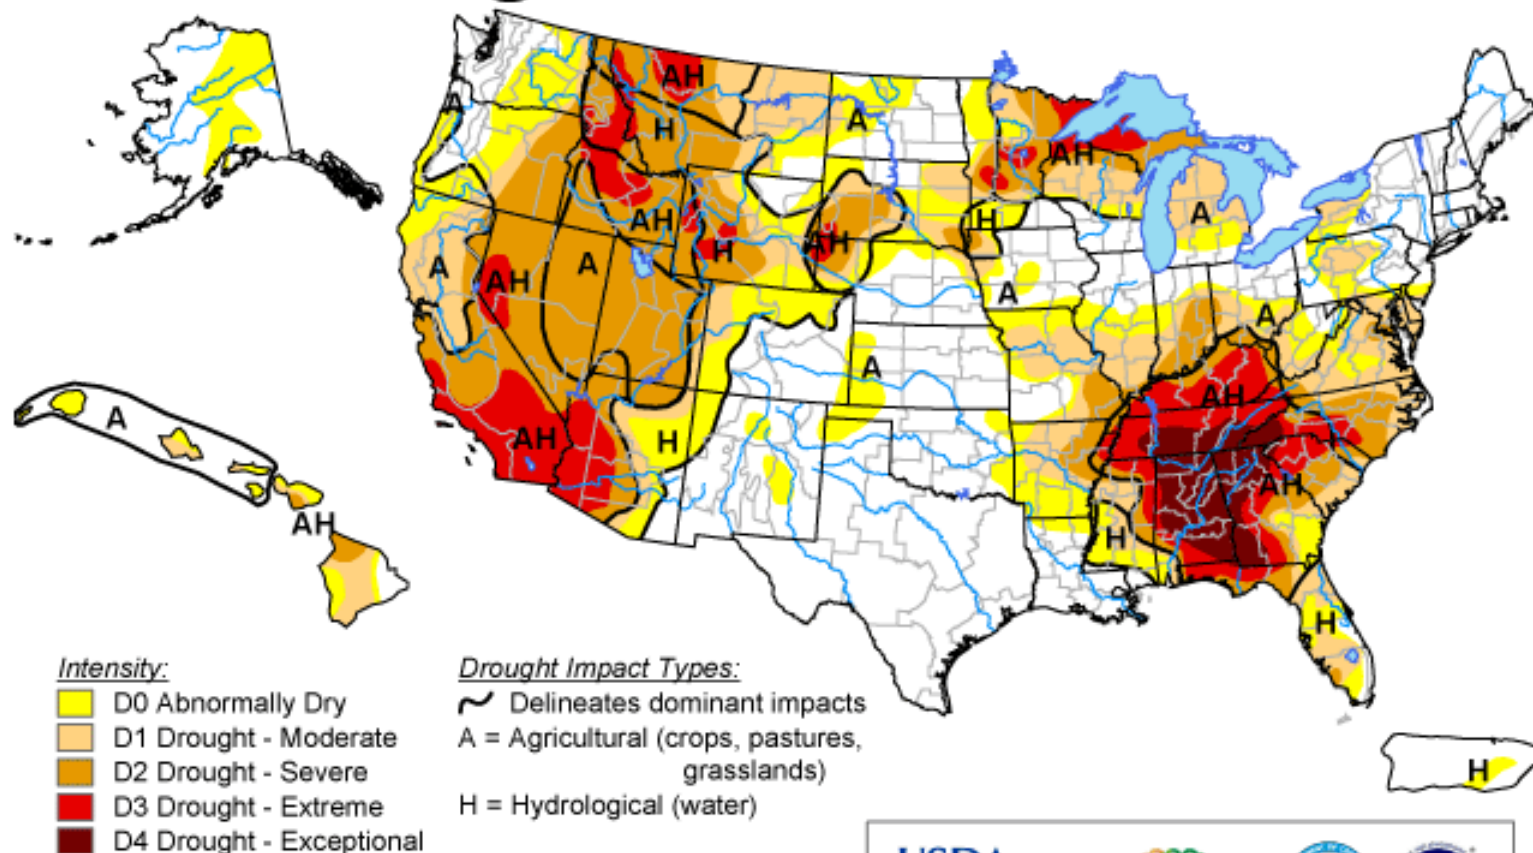 AH
H
A
A
AH
A
H
A
AH
H
AH
A
AH
A
A
A
A
AH
H
A
AH
AH
H
AH
H
H
Intensity:
D0 Abnormally Dry
D1 Drought - Moderate
D2 Drought - Severe
D3 Drought - Extreme
D4 Drought - Exceptional
Drought Impact Types:
Delineates dominant impacts
A = Agricultural (crops, pastures,
grasslands)
H = Hydrological (water)
USDA